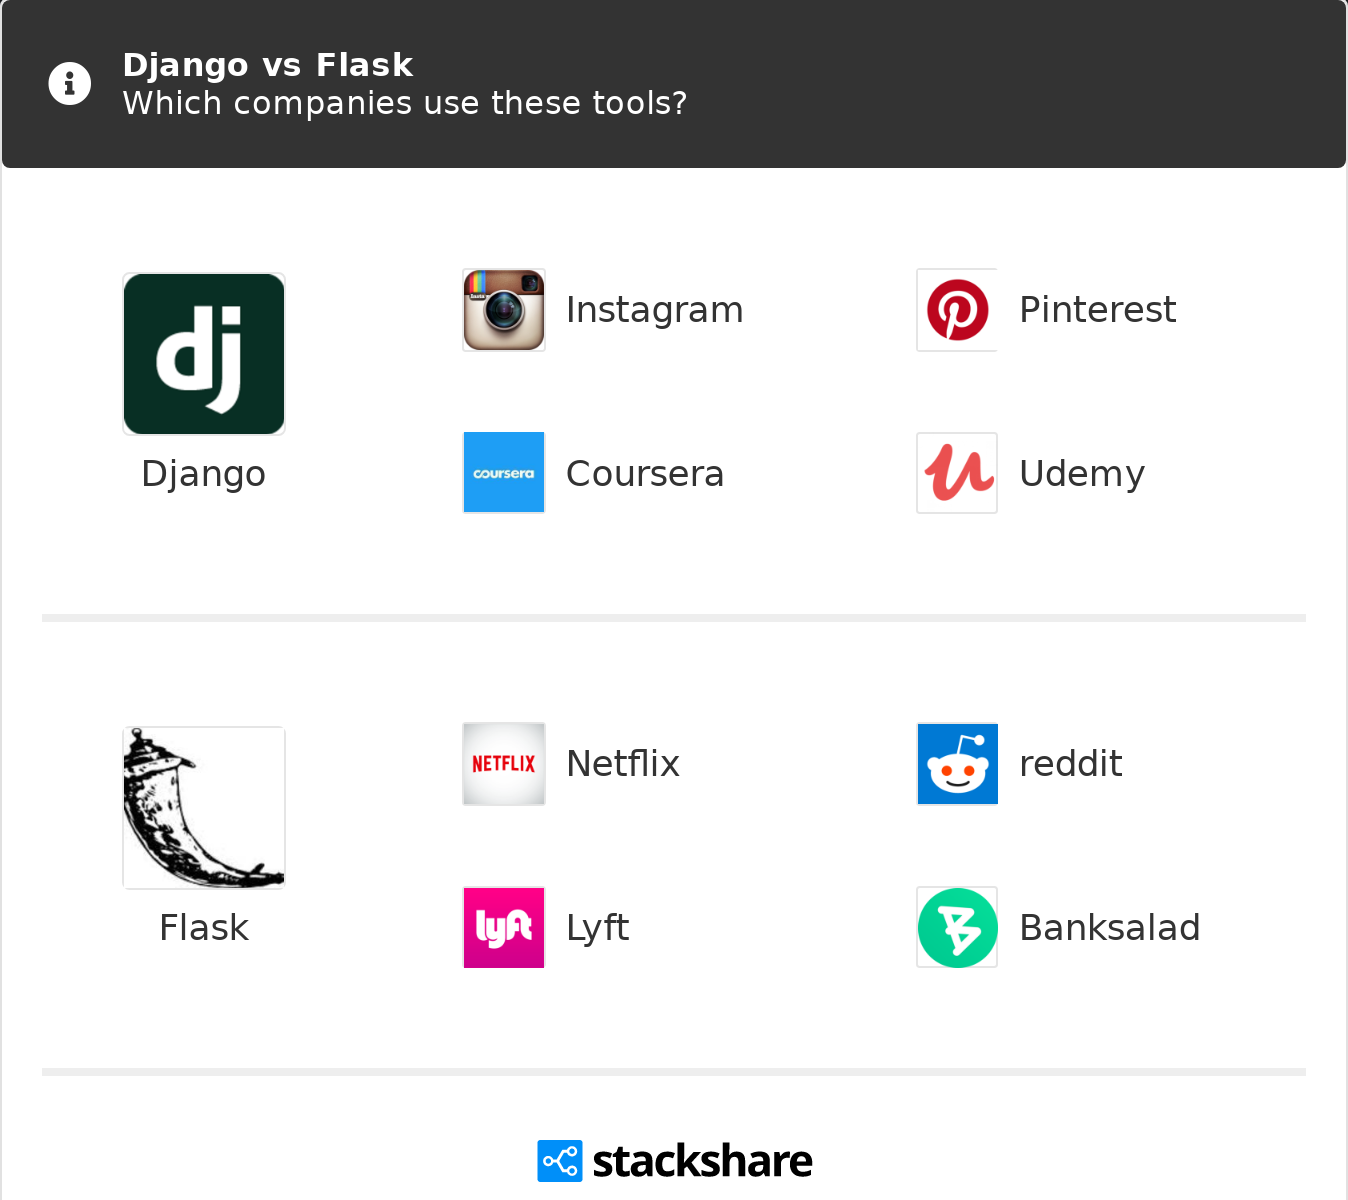 Django vs Flask
Which companies use these tools?
dj
Django
Instagram
Pinterest
coursera
Coursera
Udemy
Flask
NETFLIX
Netflix
reddit
lyft
Lyft
Banksalad
stackshare